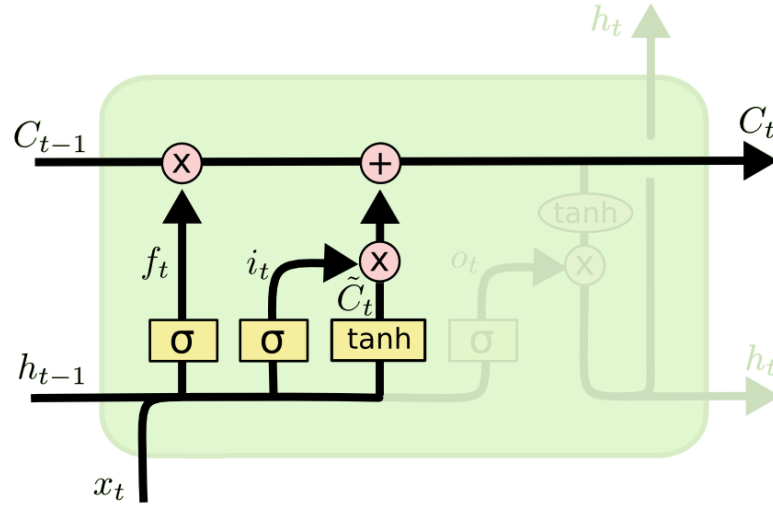 h_t
C_{t-1}
C_t
x
+
tanh
f_t
i_t
x
o_t
x
C̃_t
σ
σ
tanh
σ
h_{t-1}
h_t
x_t